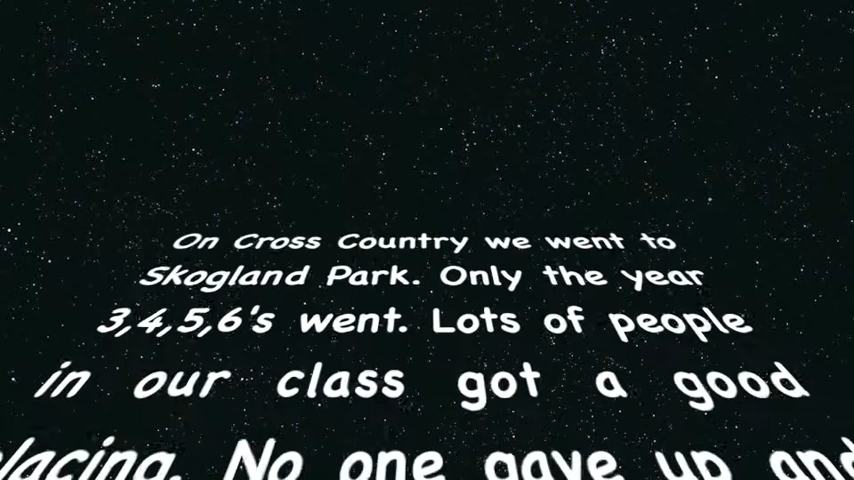 On Cross Country we went to
Skogland Park. Only the year
3,4,5,6's went. Lots of people
in our class got a good
placing. No one gave up and